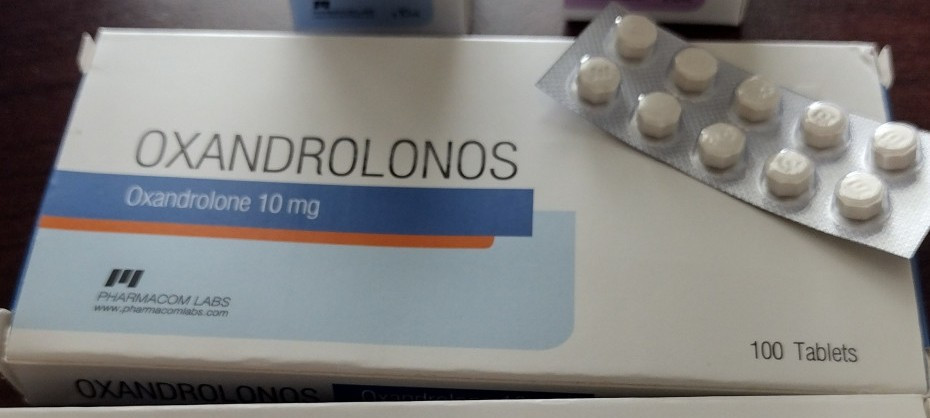 OXANDROLONOS
Oxandrolone 10 mg
PHARMACOM LABS
www.pharmacomlabs.com
100 Tablets
OXANDROLONOS